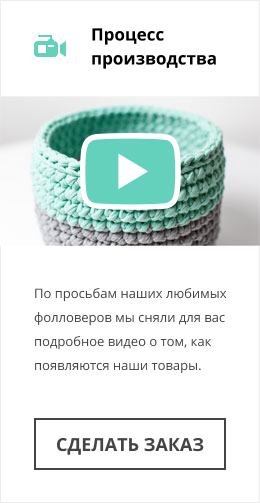 Процесс
производства
По просьбам наших любимых
фолловеров мы сняли для вас
подробное видео о том, как
появляются наши товары.
СДЕЛАТЬ ЗАКАЗ